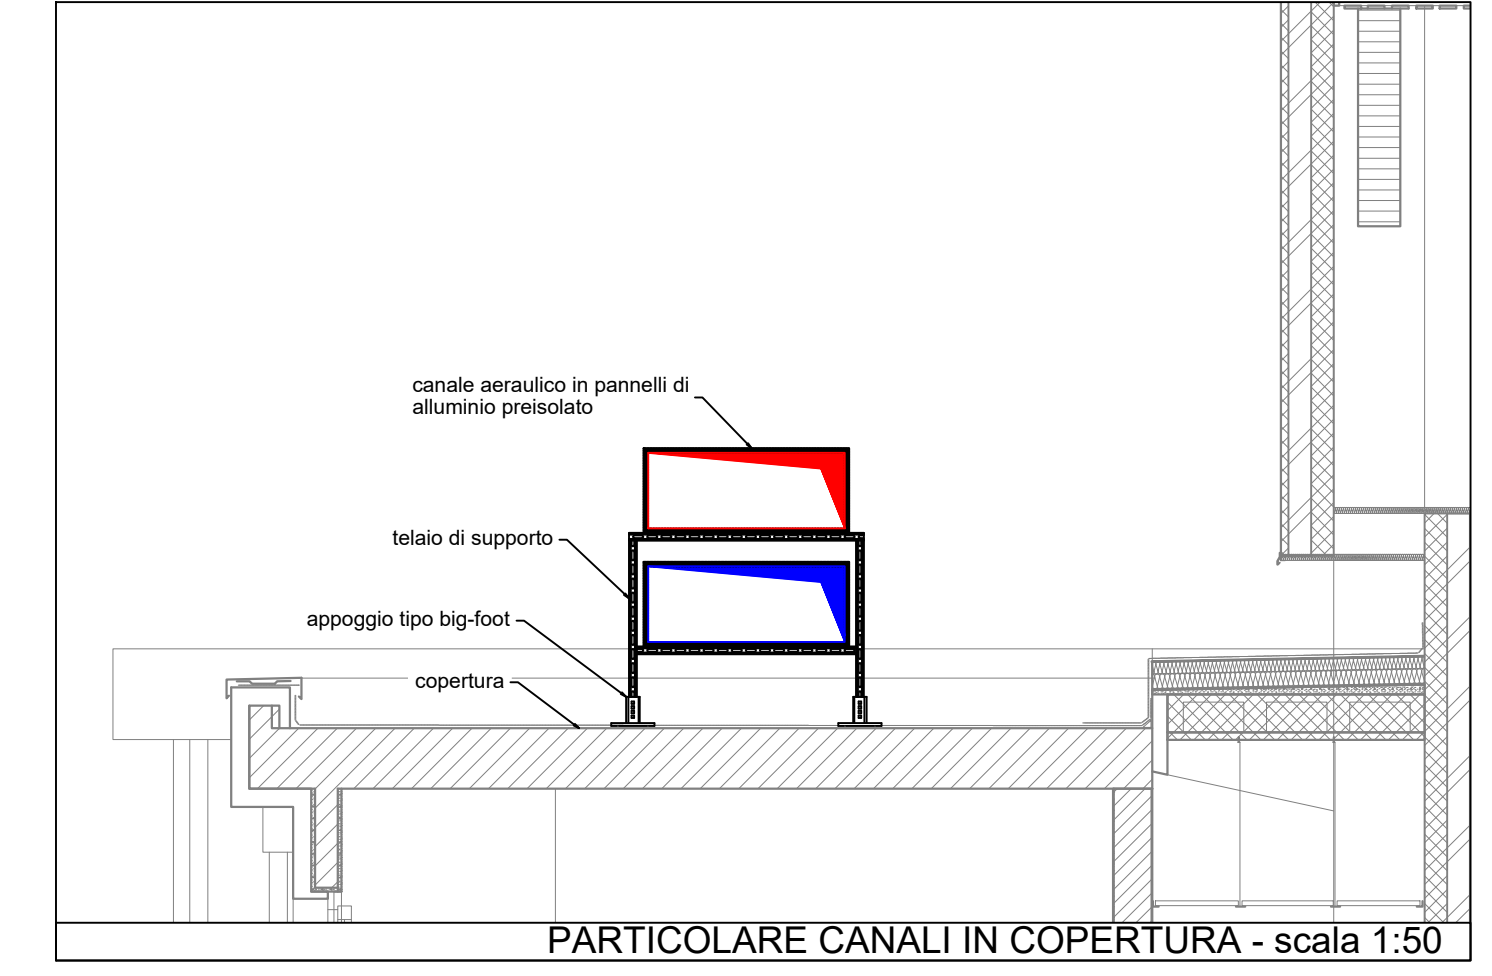 canale aeraulico in pannelli di
alluminio preisolato
telaio di supporto
appoggio tipo big-foot
copertura
PARTICOLARE CANALI IN COPERTURA - scala 1:50